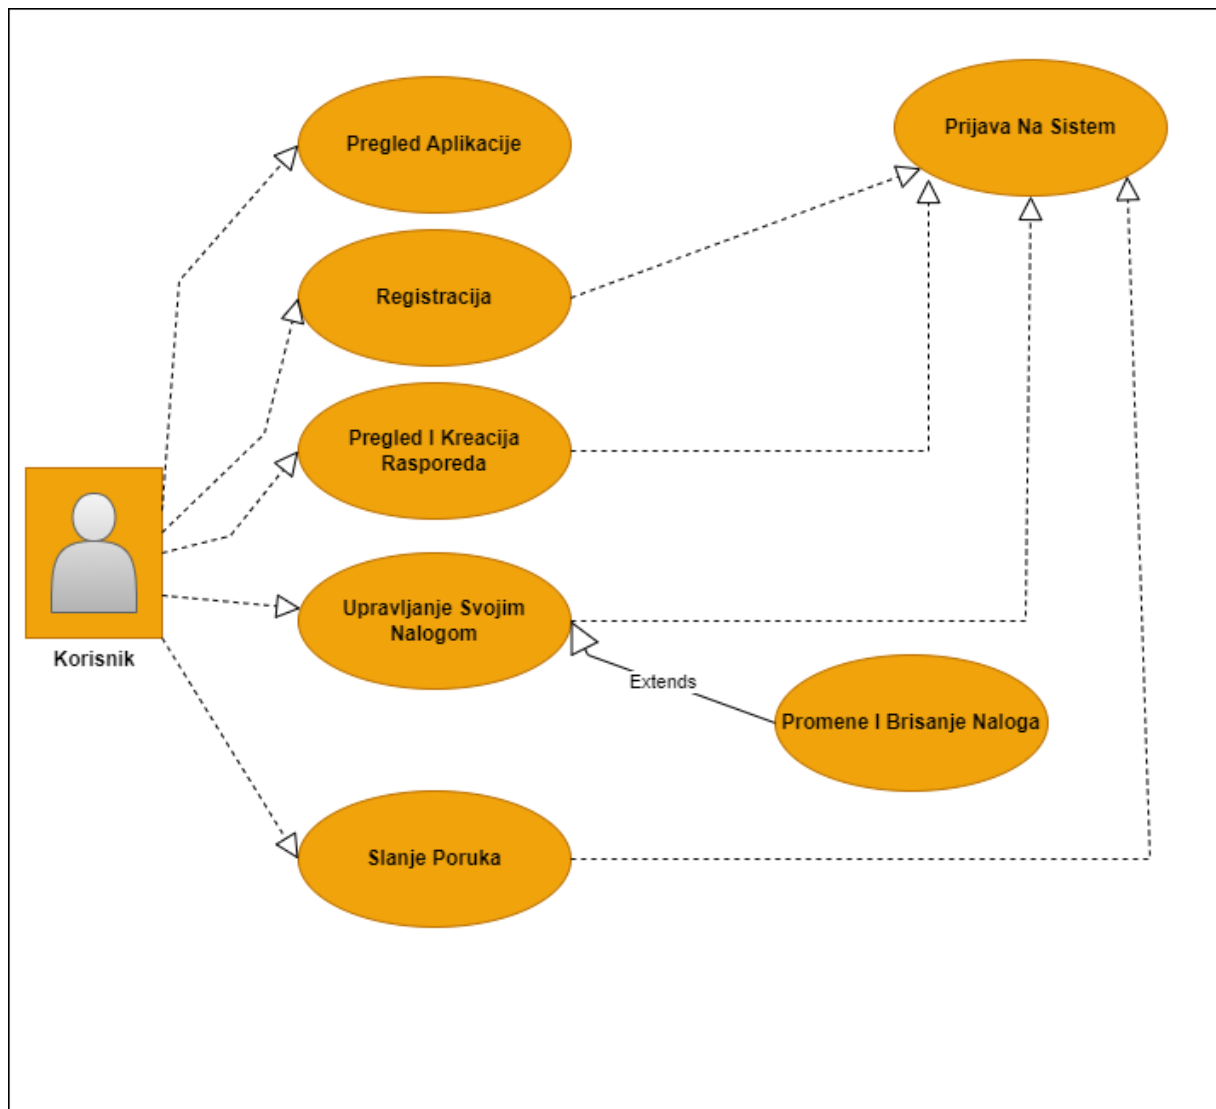 Pregled Aplikacije
Prijava Na Sistem
Registracija
Pregled I Kreacija
Rasporeda
Upravljanje Svojim
Nalogom
Korisnik
Extends
Promene I Brisanje Naloga
Slanje Poruka